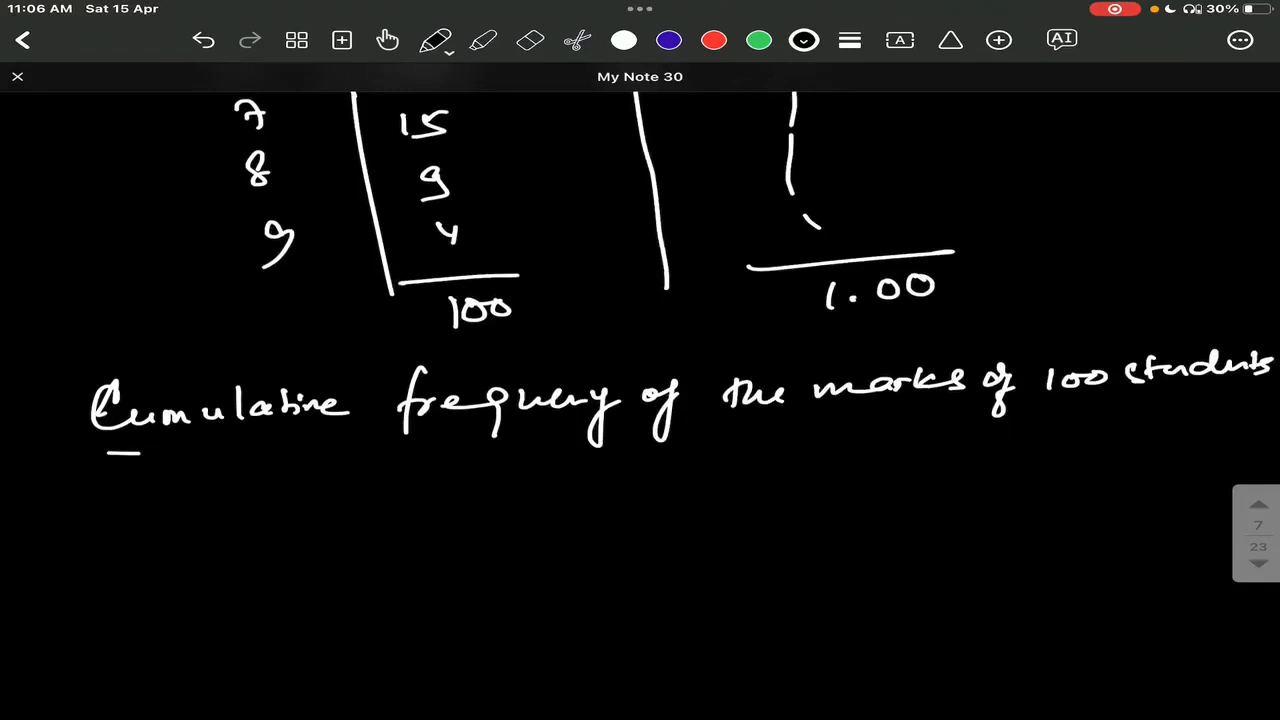 11:06 AM Sat 15 Apr
30%
A
AI
My Note 30
7 15
8 9
9 4
100 1.00
Cumulative frequency of the marks of 100 students
7
23